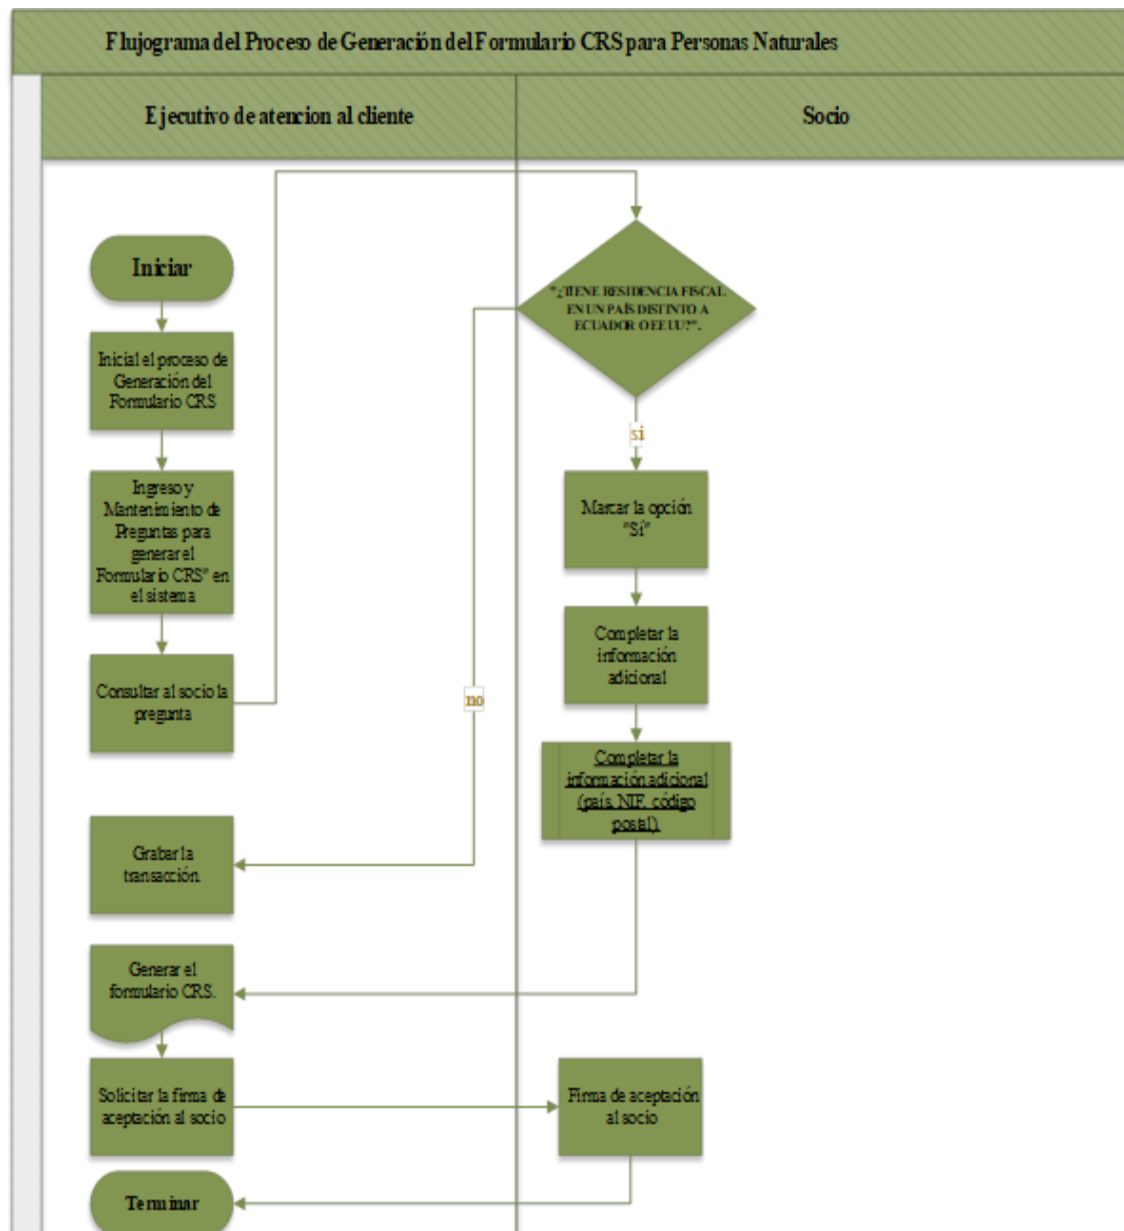 Flujograma del Proceso de Generación del Formulario CRS para Personas Naturales
Ejecutivo de atencion al cliente
Socio
Iniciar
Inicial el proceso de
Generación del
Formulario CRS
Ingreso y
Mantenimiento de
Preguntas para
generar el
Formulario CRS" en
el sistema
Consultar al socio la
pregunta
"¿TIENE RESIDENCIA FISCAL
EN UN PAÍS DISTINTO A
ECUADOR O EEUU?".
si
Marcar la opción
"Sí"
Completar la
información
adicional
no
Completar la
información adicional
(país, NIF, código
postal).
Grabar la
transacción.
Generar el
formulario CRS.
Solicitar la firma de
aceptación al socio
Firma de aceptación
al socio
Terminar